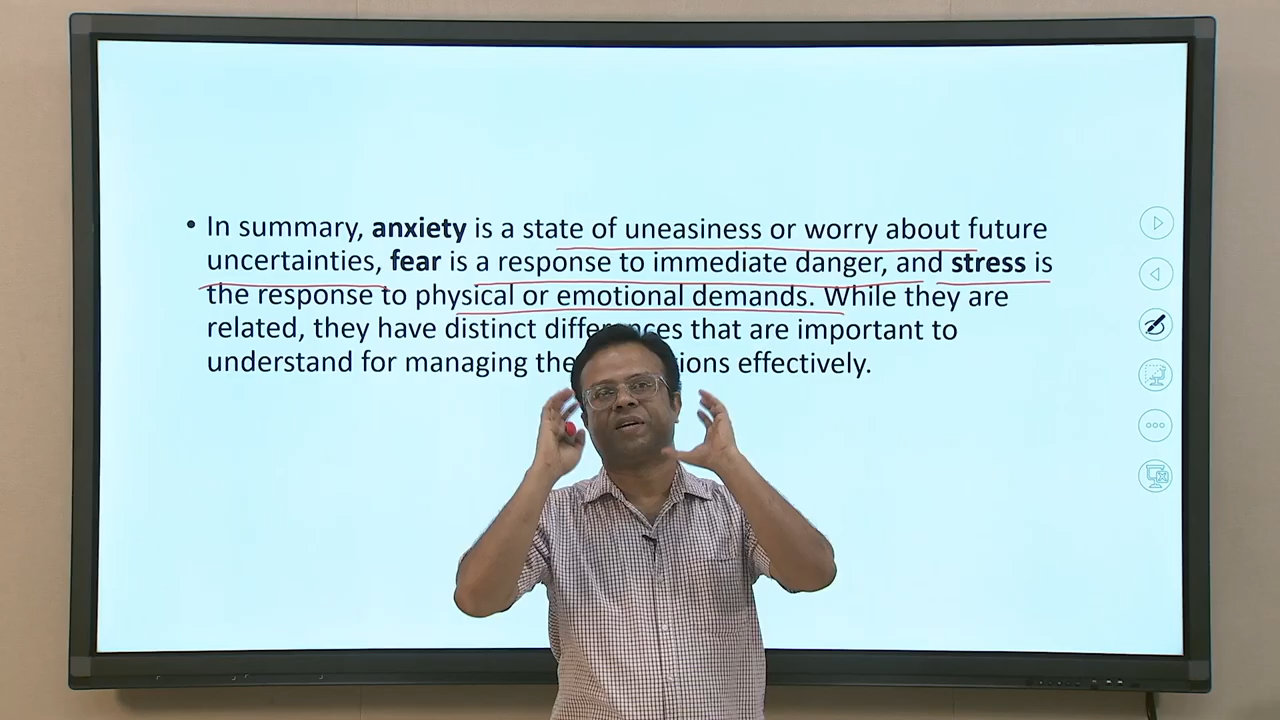 • In summary, anxiety is a state of uneasiness or worry about future
uncertainties, fear is a response to immediate danger, and stress is
the response to physical or emotional demands. While they are
related, they have distinct differences that are important to
understand for managing effectively.